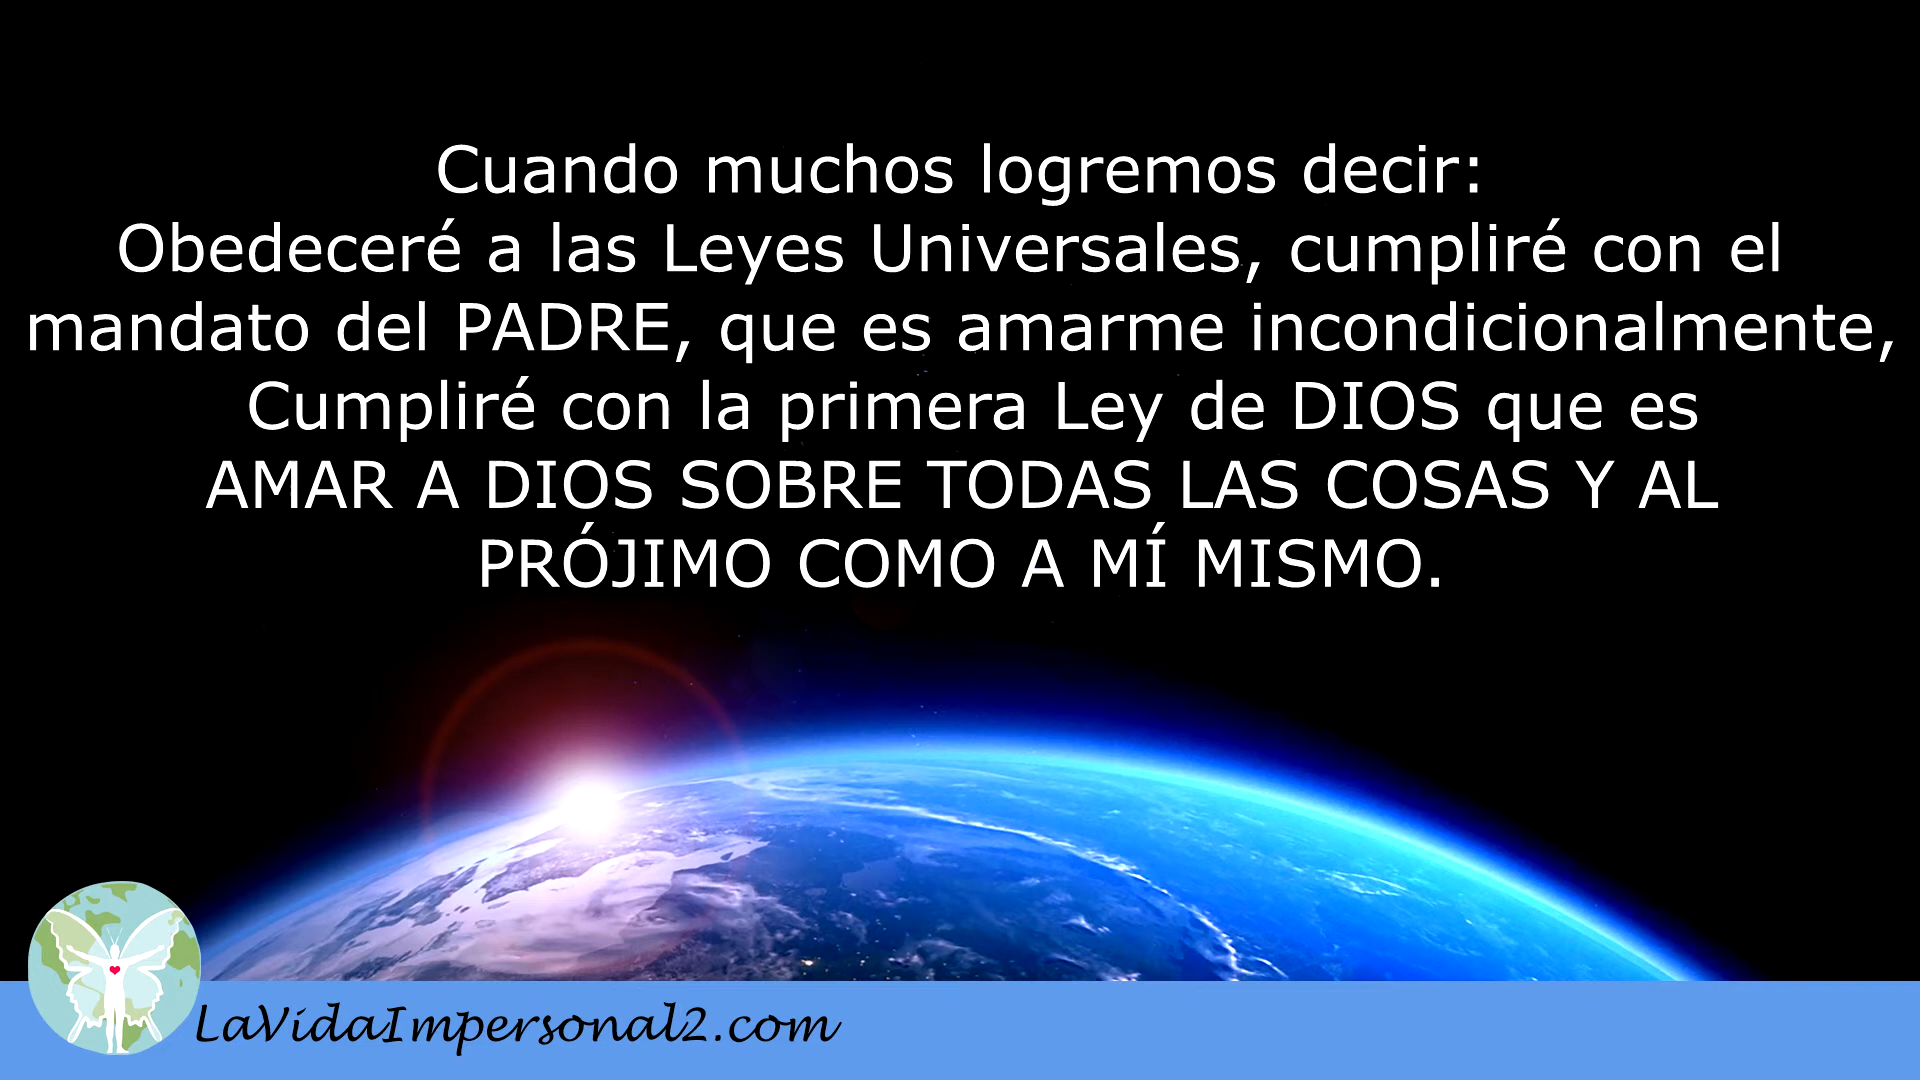 Cuando muchos logremos decir:
Obedeceré a las Leyes Universales, cumpliré con el
mandato del PADRE, que es amarme incondicionalmente,
Cumpliré con la primera Ley de DIOS que es
AMAR A DIOS SOBRE TODAS LAS COSAS Y AL
PRÓJIMO COMO A MÍ MISMO.
LaVidaImpersonal2.com